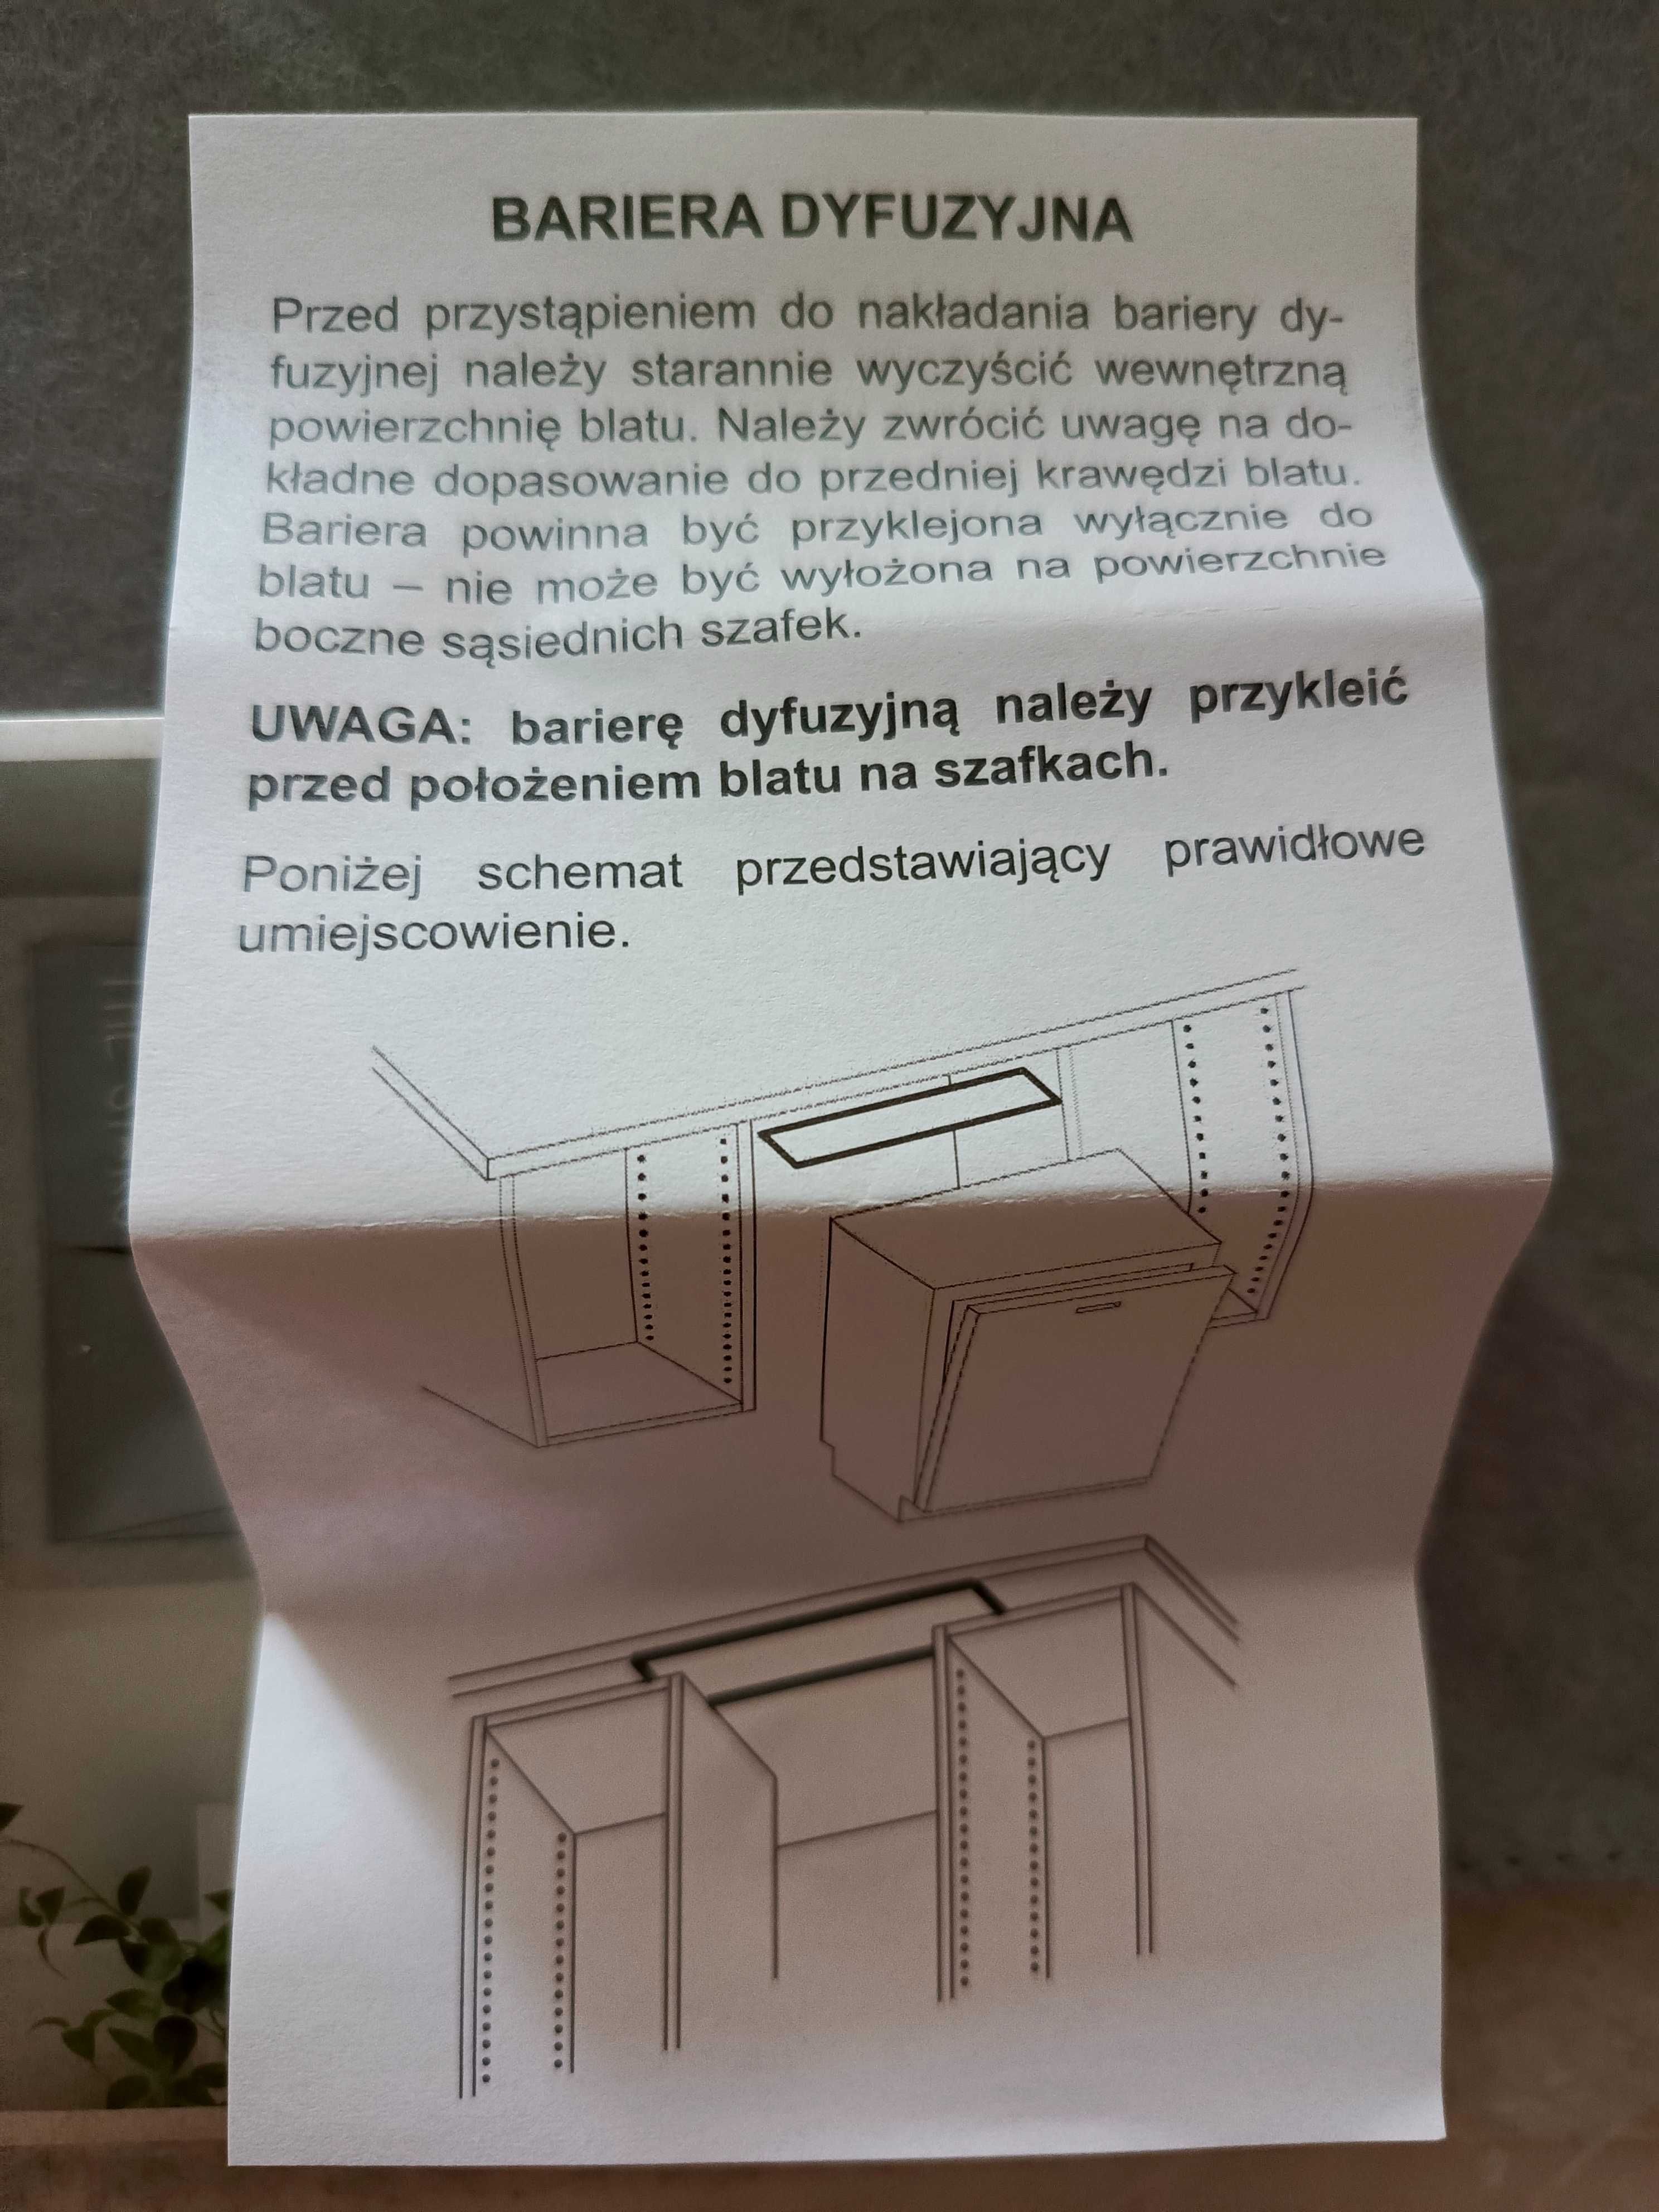 BARIERA DYFUZYJNA
Przed przystąpieniem do nakładania bariery dy-
fuzyjnej należy starannie wyczyścić wewnętrzną
powierzchnię blatu. Należy zwrócić uwagę na do-
kładne dopasowanie do przedniej krawędzi blatu.
Bariera powinna być przyklejona wyłącznie do
blatu – nie może być wyłożona na powierzchnie
boczne sąsiednich szafek.
UWAGA: barierę dyfuzyjną należy przykleić
przed położeniem blatu na szafkach.
Poniżej schemat przedstawiający prawidłowe
umiejscowienie.